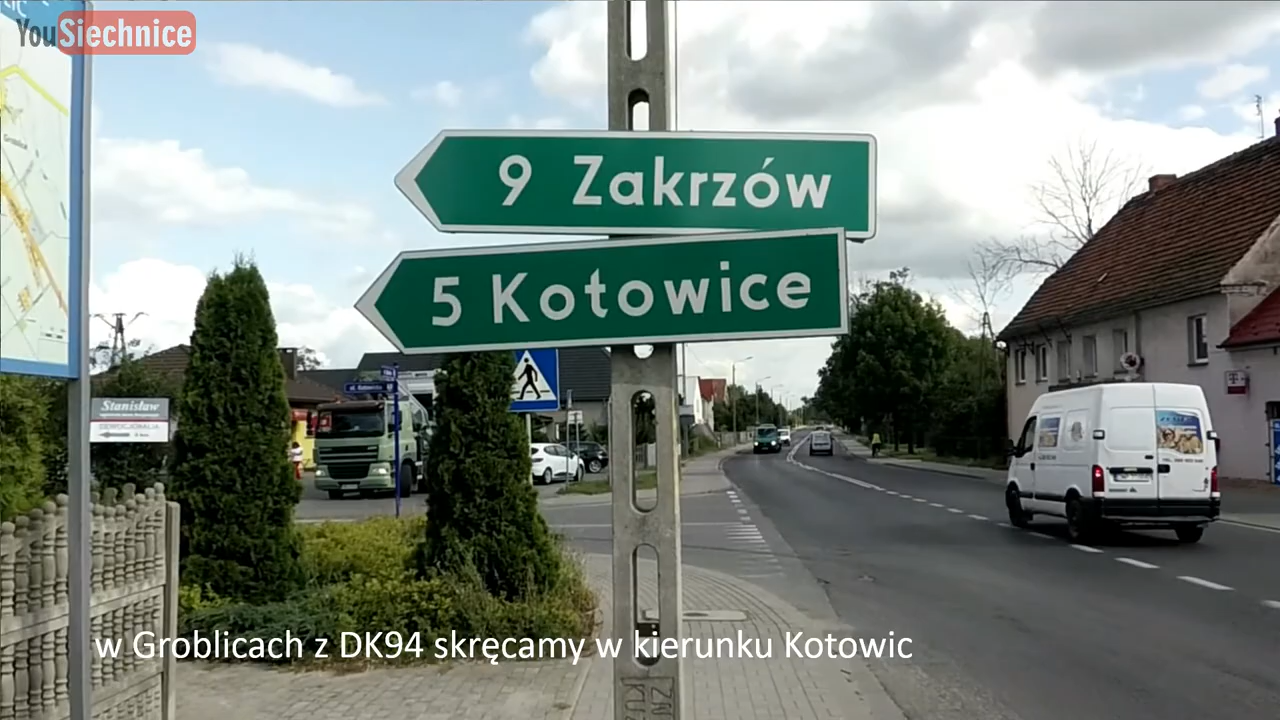 YouSiechnice
9 Zakrzów
5 Kotowice
Stanisław
w Groblicach z DK94 skręcamy w kierunku Kotowic